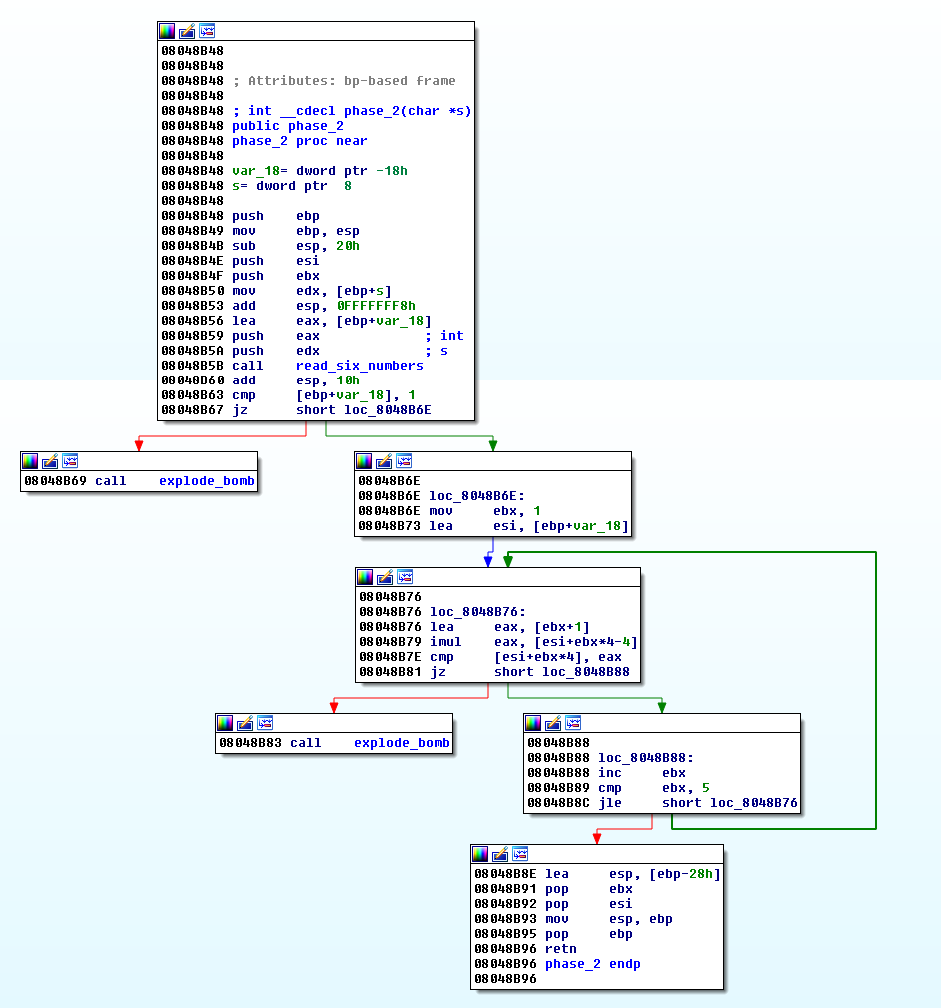 08048B48
08048B48
08048B48 ; Attributes: bp-based frame
08048B48
08048B48 ; int __cdecl phase_2(char *s)
08048B48 public phase_2
08048B48 phase_2 proc near
08048B48
08048B48 var_18= dword ptr -18h
08048B48 s= dword ptr  8
08048B48
08048B48 push    ebp
08048B49 mov     ebp, esp
08048B4B sub     esp, 20h
08048B4E push    esi
08048B4F push    ebx
08048B50 mov     edx, [ebp+s]
08048B53 add     esp, 0FFFFFFF8h
08048B56 lea     eax, [ebp+var_18]
08048B59 push    eax             ; int
08048B5A push    edx             ; s
08048B5B call    read_six_numbers
08040D60 add     esp, 10h
08048B63 cmp     [ebp+var_18], 1
08048B67 jz      short loc_8048B6E
08048B69 call    explode_bomb
08048B6E
08048B6E loc_8048B6E:
08048B6E mov     ebx, 1
08048B73 lea     esi, [ebp+var_18]
08048B76
08048B76 loc_8048B76:
08048B76 lea     eax, [ebx+1]
08048B79 imul    eax, [esi+ebx*4-4]
08048B7E cmp     [esi+ebx*4], eax
08048B81 jz      short loc_8048B88
08048B83 call    explode_bomb
08048B88
08048B88 loc_8048B88:
08048B88 inc     ebx
08048B89 cmp     ebx, 5
08048B8C jle     short loc_8048B76
08048B8E lea     esp, [ebp-28h]
08048B91 pop     ebx
08048B92 pop     esi
08048B93 mov     esp, ebp
08048B95 pop     ebp
08048B96 retn
08048B96 phase_2 endp
08048B96